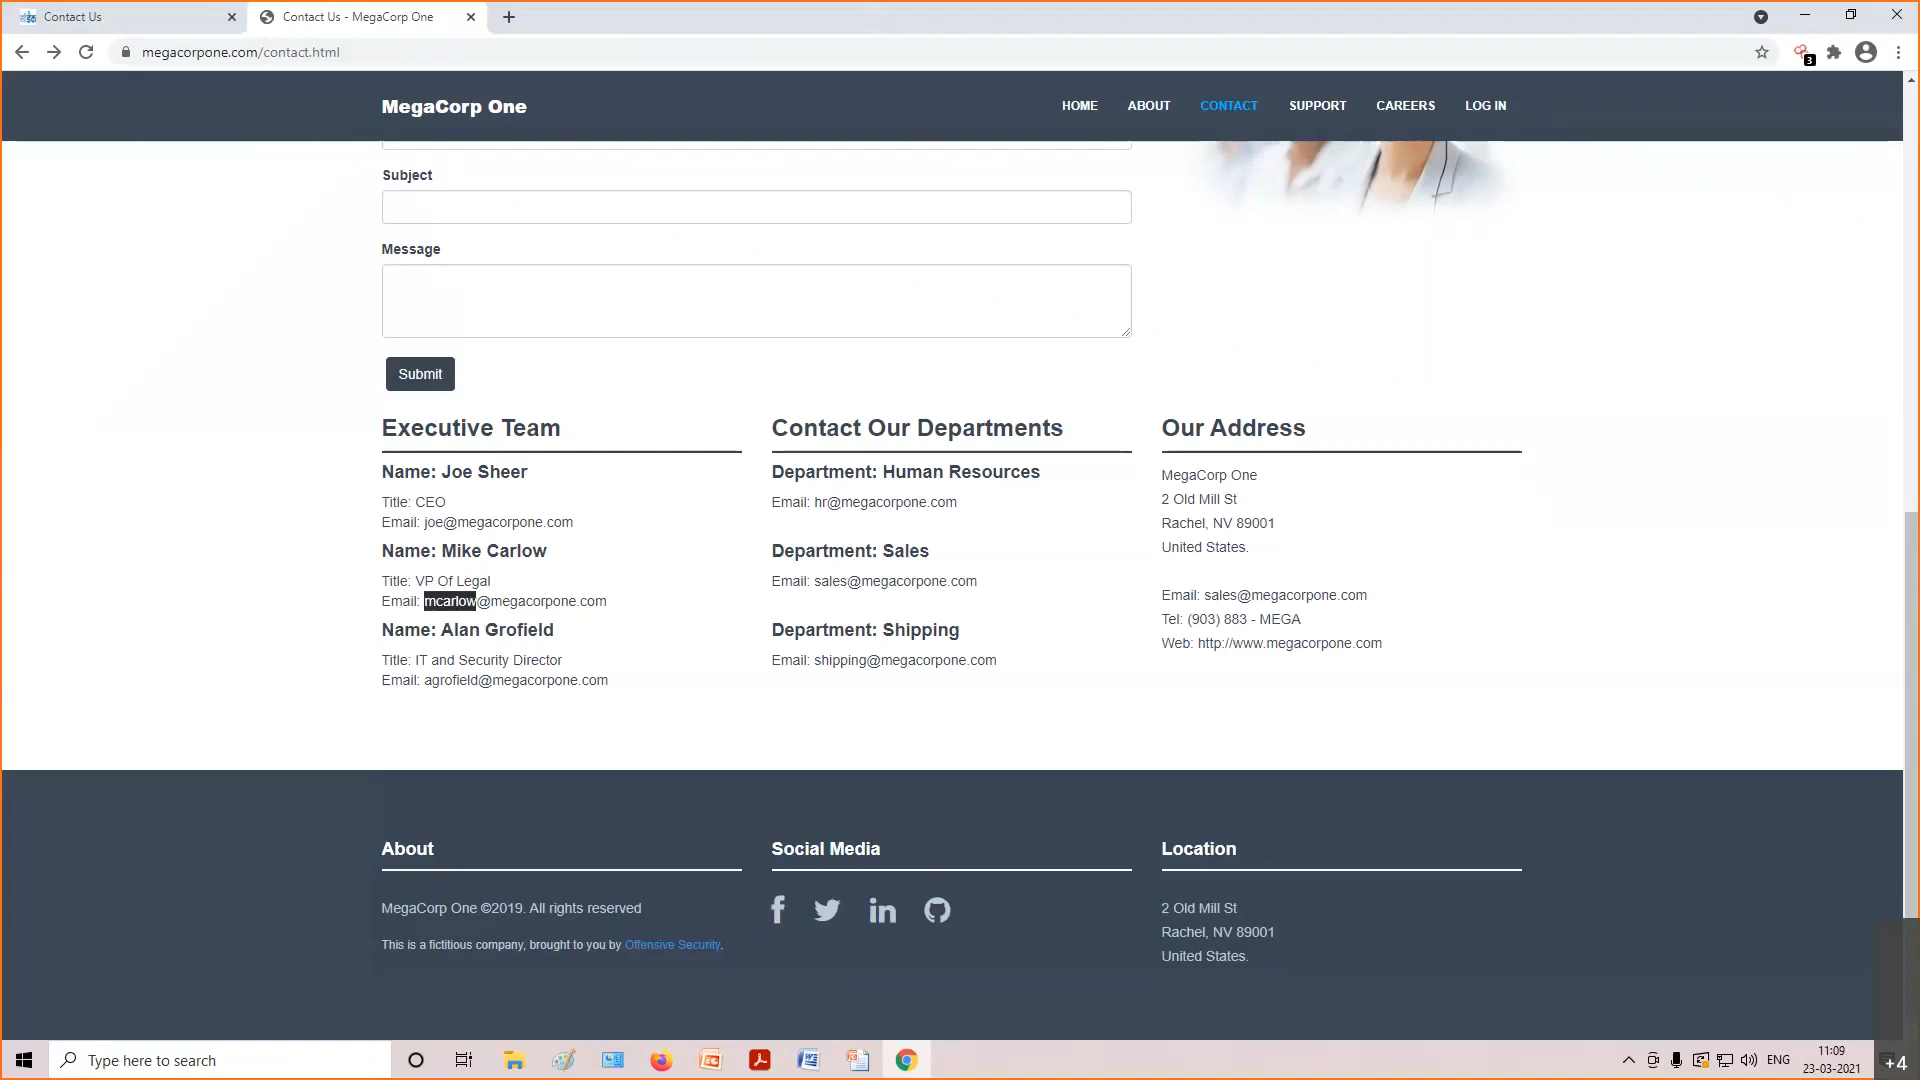 Contact Us
Contact Us - MegaCorp One
megacorpone.com/contact.html
3
MegaCorp One
HOME ABOUT CONTACT SUPPORT CAREERS LOG IN
Subject
Message
Submit
Executive Team
Name: Joe Sheer
Title: CEO
Email: joe@megacorpone.com
Name: Mike Carlow
Title: VP Of Legal
Email: mcarlow@megacorpone.com
Name: Alan Grofield
Title: IT and Security Director
Email: agrofield@megacorpone.com
Contact Our Departments
Department: Human Resources
Email: hr@megacorpone.com
Department: Sales
Email: sales@megacorpone.com
Department: Shipping
Email: shipping@megacorpone.com
Our Address
MegaCorp One
2 Old Mill St
Rachel, NV 89001
United States.
Email: sales@megacorpone.com
Tel: (903) 883 - MEGA
Web: http://www.megacorpone.com
About
MegaCorp One ©2019. All rights reserved
This is a fictitious company, brought to you by Offensive Security.
Social Media
Location
2 Old Mill St
Rachel, NV 89001
United States.
Type here to search
ENG
11:09
23-03-2021
+4